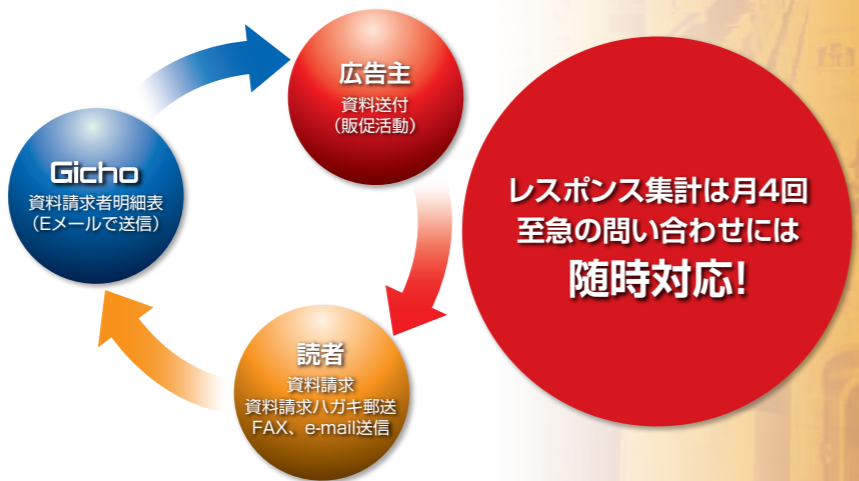 広告主
資料送付
（販促活動）
Gicho
資料請求者明細表
（Eメールで送信）
読者
資料請求
資料請求ハガキ郵送
FAX、e-mail送信
レスポンス集計は月4回
至急の問い合わせには
随時対応!